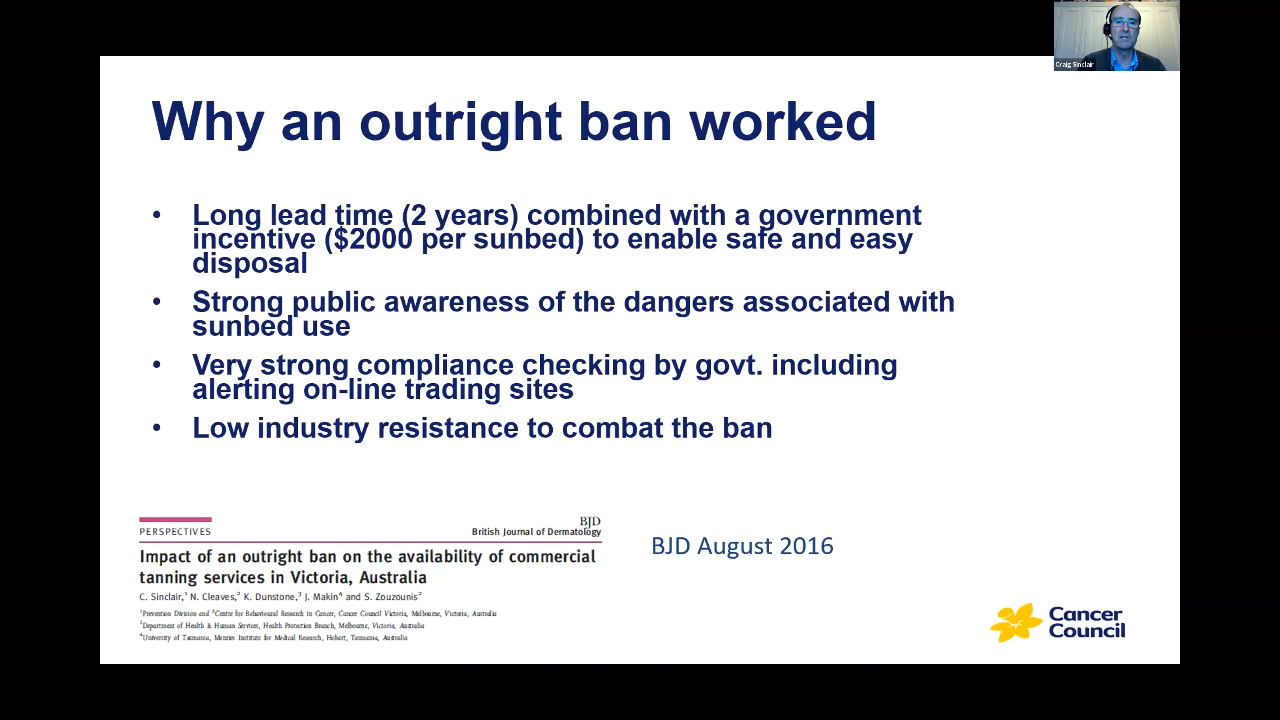 Craig Sinclair
Why an outright ban worked
• Long lead time (2 years) combined with a government
incentive ($2000 per sunbed) to enable safe and easy
disposal
• Strong public awareness of the dangers associated with
sunbed use
• Very strong compliance checking by govt. including
alerting on-line trading sites
• Low industry resistance to combat the ban
PERSPECTIVES
BJD
British Journal of Dermatology
Impact of an outright ban on the availability of commercial
tanning services in Victoria, Australia
C. Sinclair,¹ N. Cleaves,² K. Dunstone,³ J. Makin⁴ and S. Zouzounis²
¹Prevention Division and ³Centre for Behavioural Research in Cancer, Cancer Council Victoria, Melbourne, Victoria, Australia
²Department of Health & Human Services, Health Protection Branch, Melbourne, Victoria, Australia
⁴University of Tasmania, Menzies Institute for Medical Research, Hobart, Tasmania, Australia
BJD August 2016
Cancer
Council